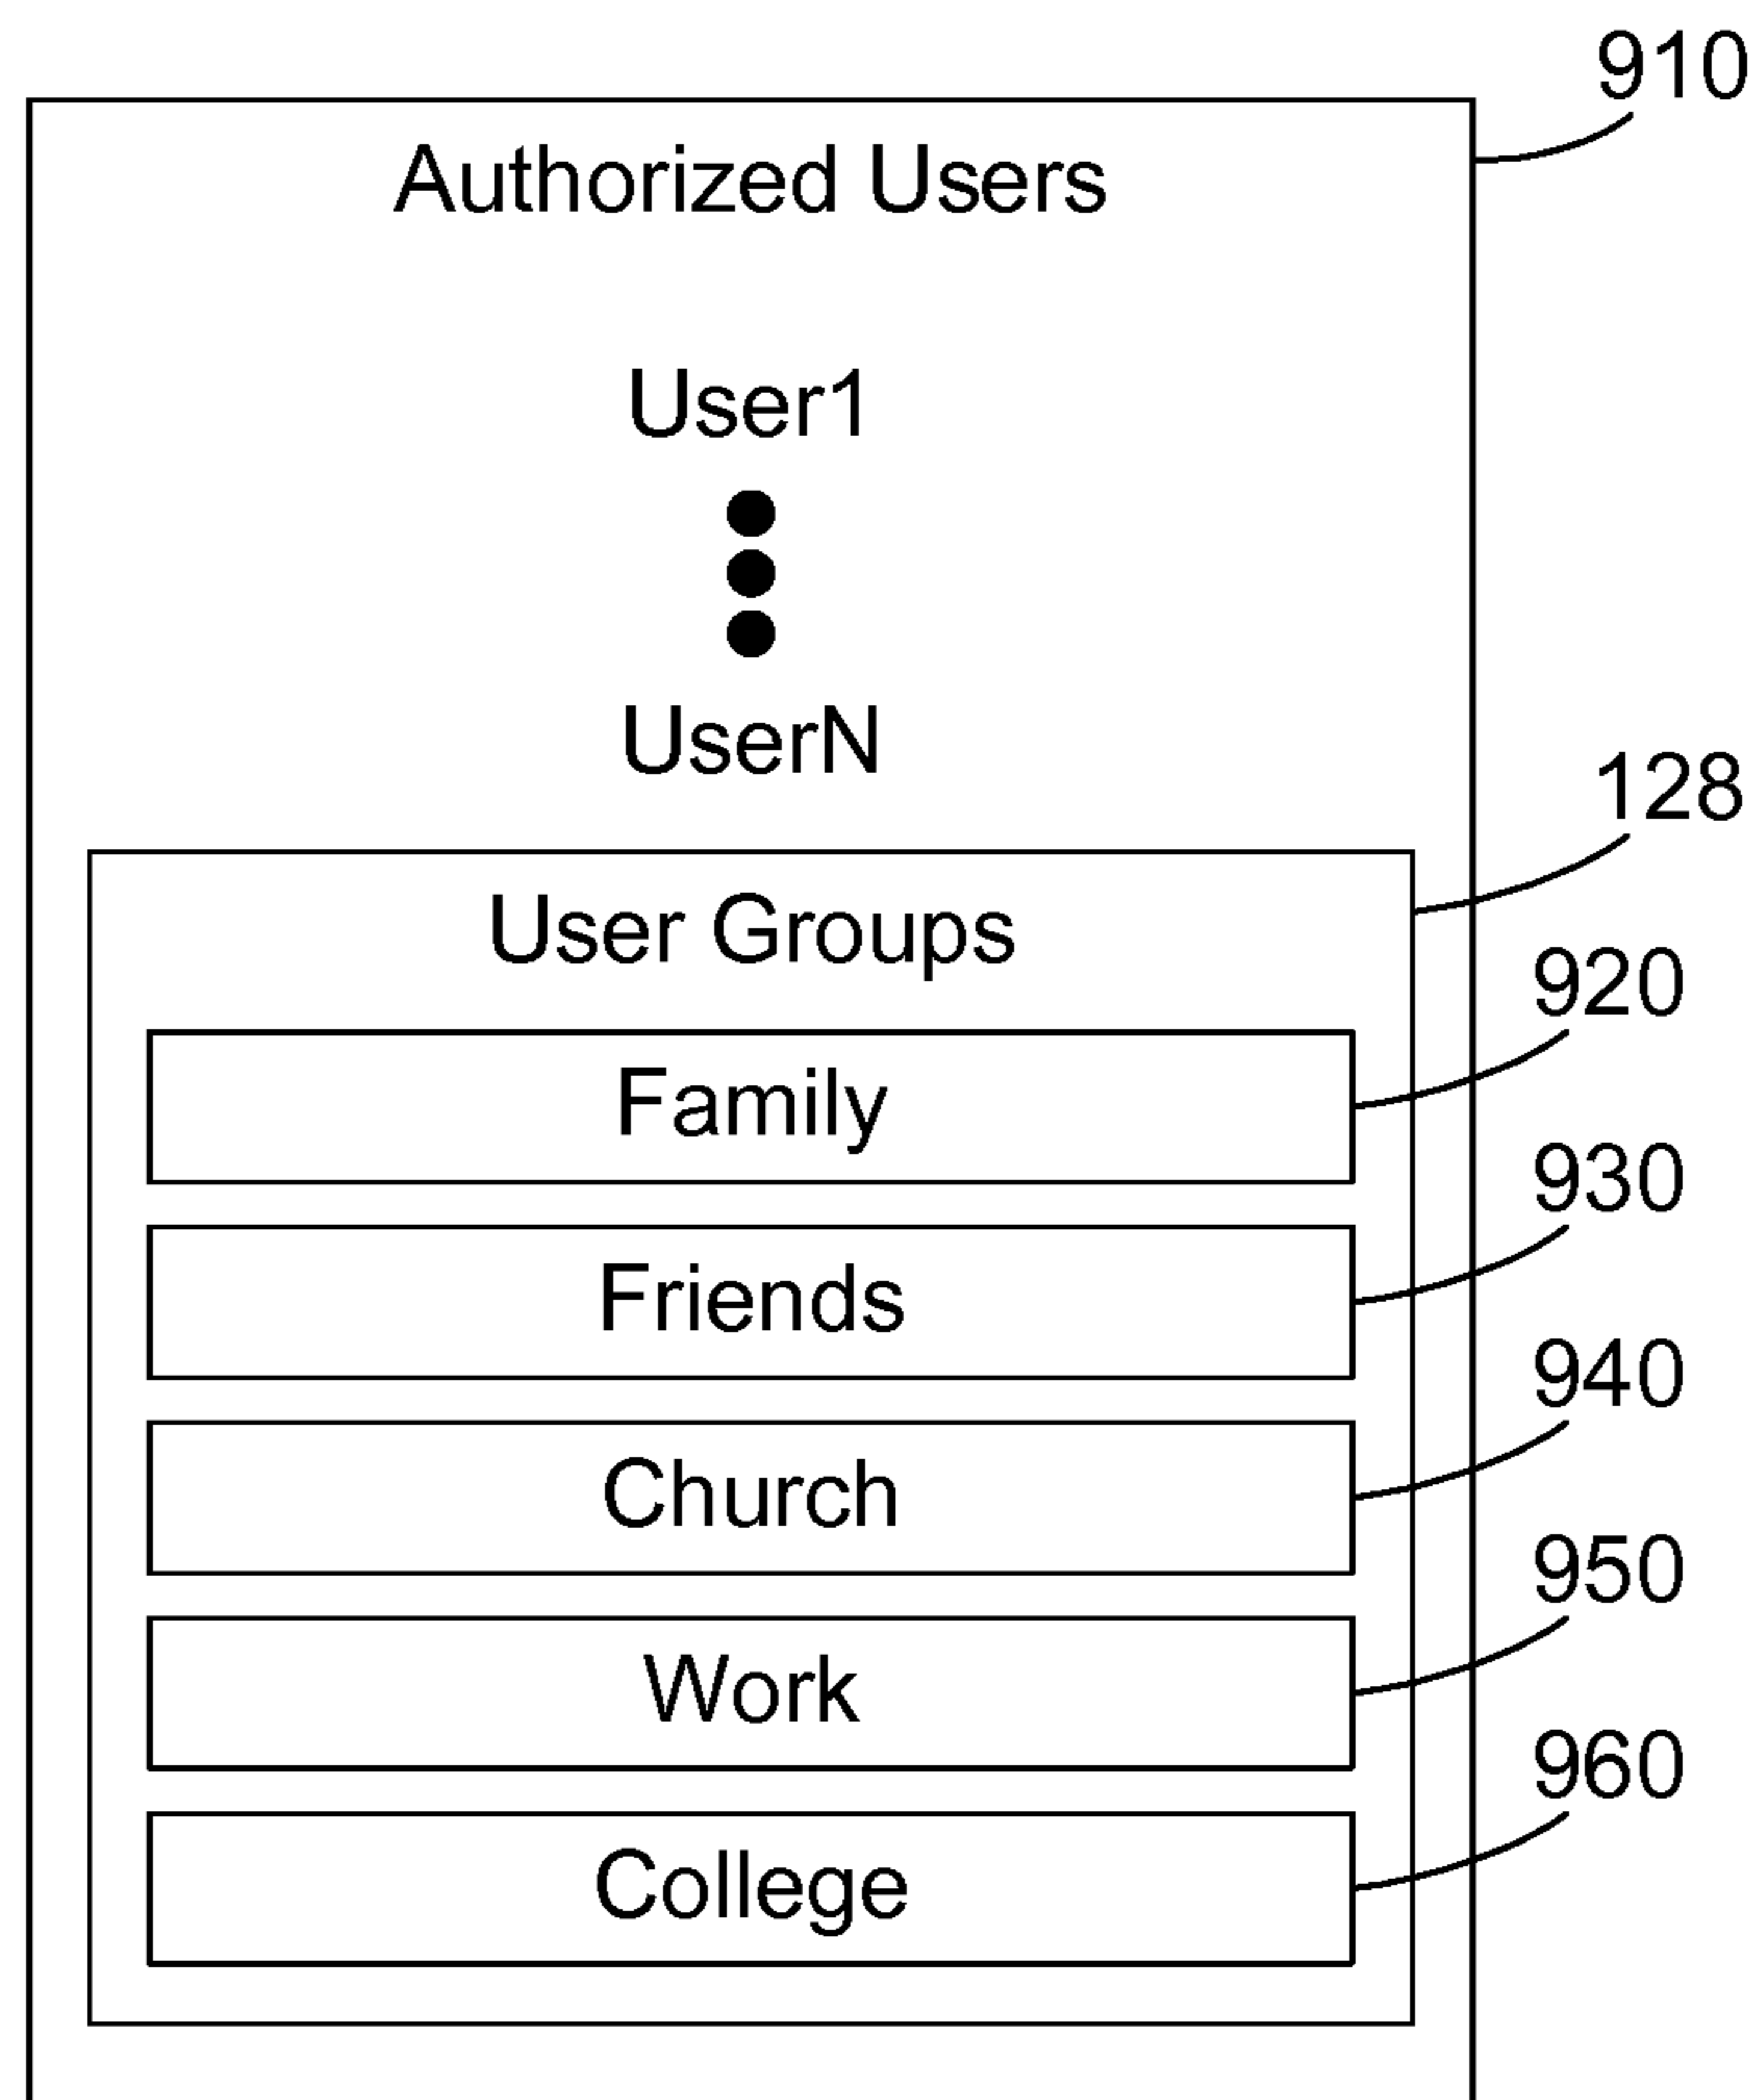 910
Authorized Users
User1
UserN
128
User Groups
920
Family
930
Friends
940
Church
950
Work
960
College